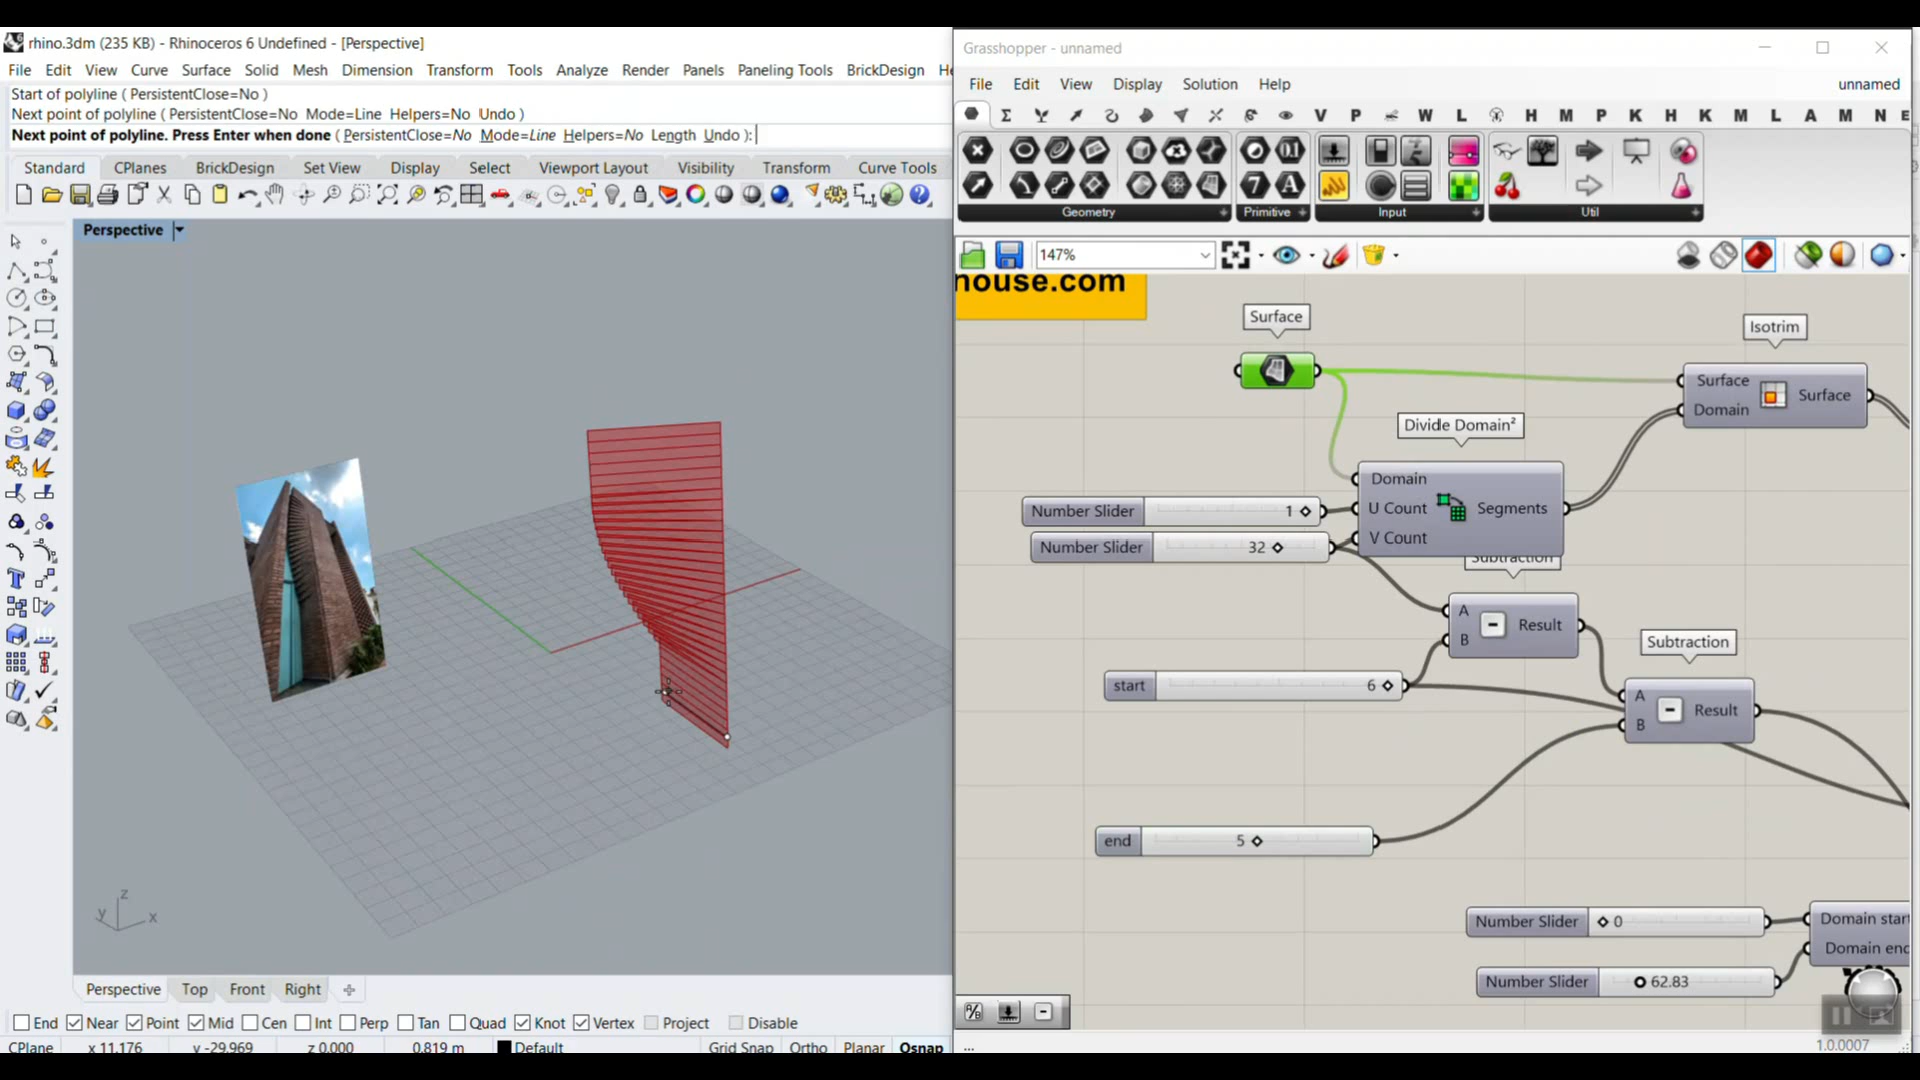 rhino.3dm (235 KB) - Rhinoceros 6 Undefined - [Perspective]
File Edit View Curve Surface Solid Mesh Dimension Transform Tools Analyze Render Panels Paneling Tools BrickDesign He
Start of polyline ( PersistentClose=No )
Next point of polyline ( PersistentClose=No Mode=Line Helpers=No Undo )
Next point of polyline. Press Enter when done ( PersistentClose=No Mode=Line Helpers=No Length Undo ):
Standard CPlanes BrickDesign Set View Display Select Viewport Layout Visibility Transform Curve Tools
Perspective
z
y x
Perspective Top Front Right
End Near Point Mid Cen Int Perp Tan Quad Knot Vertex Project Disable
CPlane x 11.176 y -29.969 z 0.000 0.819 m Default Grid Snap Ortho Planar Osnap
Grasshopper - unnamed
File Edit View Display Solution Help unnamed
V P W L H M P K H K M L A M N E
Geometry Primitive Input Util
147%
house.com
Surface
Isotrim
Surface Surface
Domain
Divide Domain²
Domain
U Count Segments
V Count
Number Slider 1
Number Slider 32
Subtraction
A Result
B
Subtraction
start 6
A Result
B
end 5
Number Slider 0
Domain start
Domain end
Number Slider 62.83
...
1.0.0007